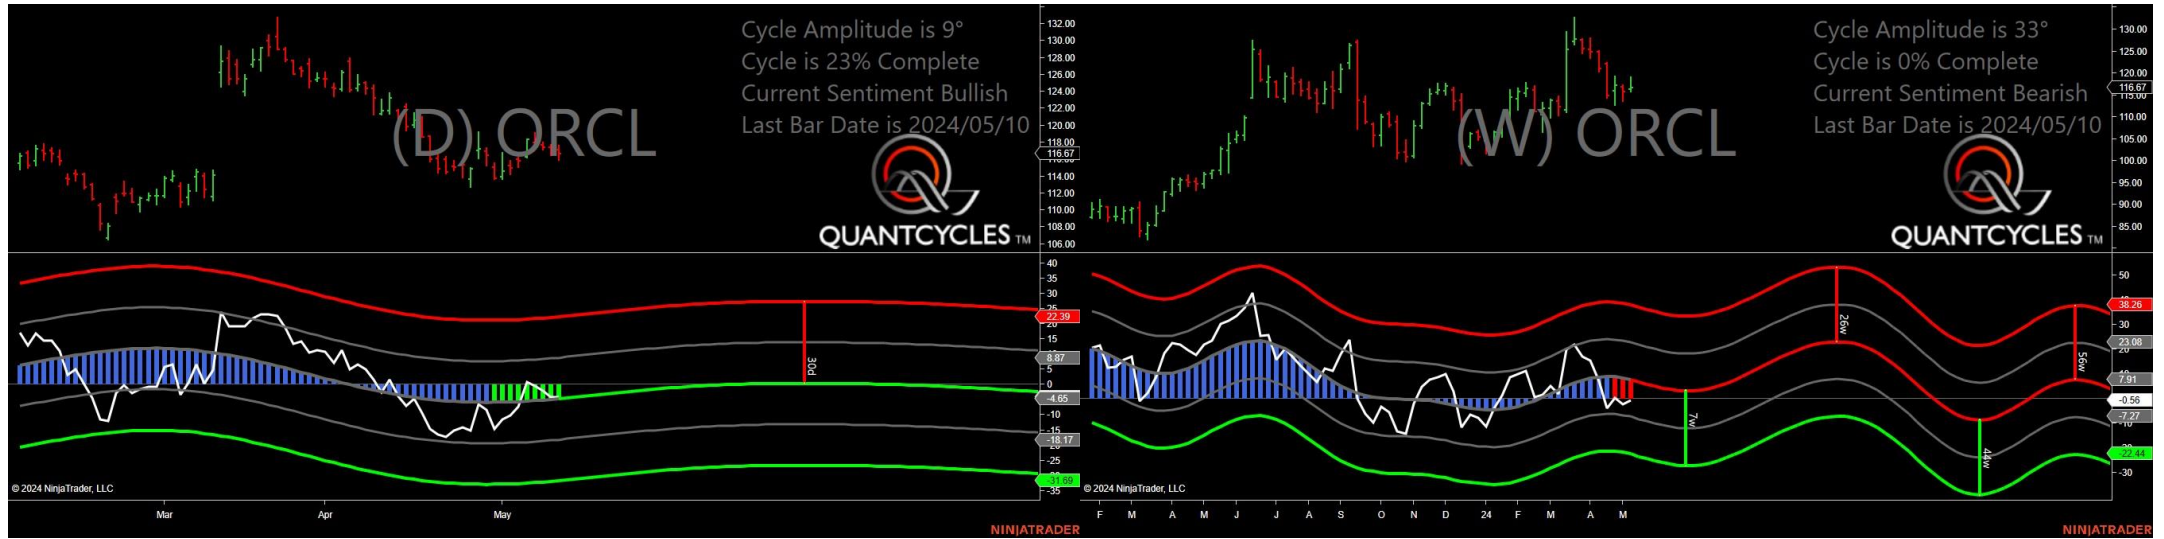 Cycle Amplitude is 9°
Cycle is 23% Complete
Current Sentiment Bullish
Last Bar Date is 2024/05/10
(D) ORCL
QUANTCYCLES TM
132.00
130.00
128.00
126.00
124.00
122.00
120.00
118.00
116.67
114.00
112.00
110.00
108.00
106.00
40
35
30
25
22.39
20
15
8.87
5
0
-4.65
-10
-15
-18.17
-25
-31.69
-35
30d
© 2024 NinjaTrader, LLC
Mar
Apr
May
NINJATRADER
Cycle Amplitude is 33°
Cycle is 0% Complete
Current Sentiment Bearish
Last Bar Date is 2024/05/10
(W) ORCL
QUANTCYCLES TM
130.00
125.00
120.00
116.67
115.00
110.00
105.00
100.00
95.00
90.00
85.00
50
38.26
30
23.08
20
7.91
-0.56
-7.27
-22.44
-30
26w
56w
7w
44w
© 2024 NinjaTrader, LLC
F M A M J J A S O N D 24 F M A M
NINJATRADER